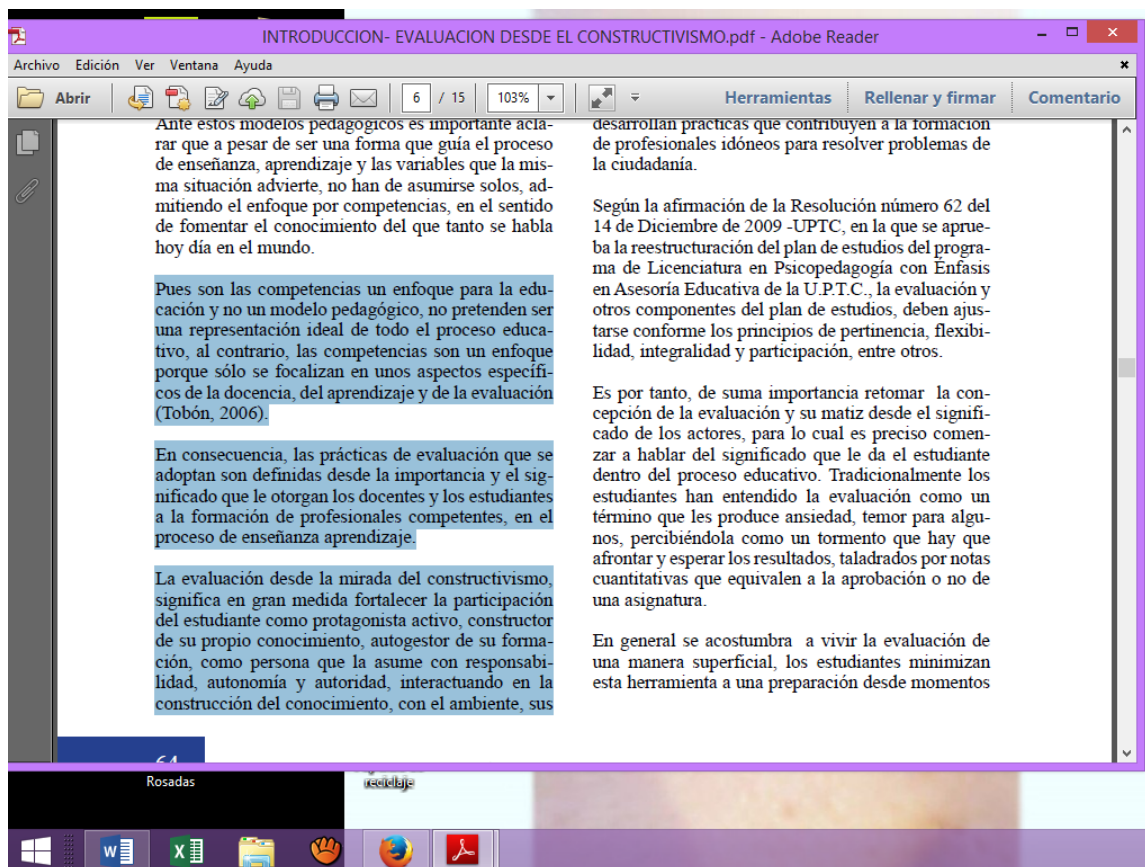 INTRODUCCION- EVALUACION DESDE EL CONSTRUCTIVISMO.pdf - Adobe Reader
Archivo Edición Ver Ventana Ayuda
Abrir 6 / 15 103% Herramientas Rellenar y firmar Comentario
Ante estos modelos pedagógicos es importante acla-
rar que a pesar de ser una forma que guía el proceso
de enseñanza, aprendizaje y las variables que la mis-
ma situación advierte, no han de asumirse solos, ad-
mitiendo el enfoque por competencias, en el sentido
de fomentar el conocimiento del que tanto se habla
hoy día en el mundo.
Pues son las competencias un enfoque para la edu-
cación y no un modelo pedagógico, no pretenden ser
una representación ideal de todo el proceso educa-
tivo, al contrario, las competencias son un enfoque
porque sólo se focalizan en unos aspectos específi-
cos de la docencia, del aprendizaje y de la evaluación
(Tobón, 2006).
En consecuencia, las prácticas de evaluación que se
adoptan son definidas desde la importancia y el sig-
nificado que le otorgan los docentes y los estudiantes
a la formación de profesionales competentes, en el
proceso de enseñanza aprendizaje.
La evaluación desde la mirada del constructivismo,
significa en gran medida fortalecer la participación
del estudiante como protagonista activo, constructor
de su propio conocimiento, autogestor de su forma-
ción, como persona que la asume con responsabi-
lidad, autonomía y autoridad, interactuando en la
construcción del conocimiento, con el ambiente, sus
64
desarrollan prácticas que contribuyen a la formación
de profesionales idóneos para resolver problemas de
la ciudadanía.
Según la afirmación de la Resolución número 62 del
14 de Diciembre de 2009 -UPTC, en la que se aprue-
ba la reestructuración del plan de estudios del progra-
ma de Licenciatura en Psicopedagogía con Énfasis
en Asesoría Educativa de la U.P.T.C., la evaluación y
otros componentes del plan de estudios, deben ajus-
tarse conforme los principios de pertinencia, flexibi-
lidad, integralidad y participación, entre otros.
Es por tanto, de suma importancia retomar la con-
cepción de la evaluación y su matiz desde el signifi-
cado de los actores, para lo cual es preciso comen-
zar a hablar del significado que le da el estudiante
dentro del proceso educativo. Tradicionalmente los
estudiantes han entendido la evaluación como un
término que les produce ansiedad, temor para algu-
nos, percibiéndola como un tormento que hay que
afrontar y esperar los resultados, taladrados por notas
cuantitativas que equivalen a la aprobación o no de
una asignatura.
En general se acostumbra a vivir la evaluación de
una manera superficial, los estudiantes minimizan
esta herramienta a una preparación desde momentos
Rosadas
reciclaje